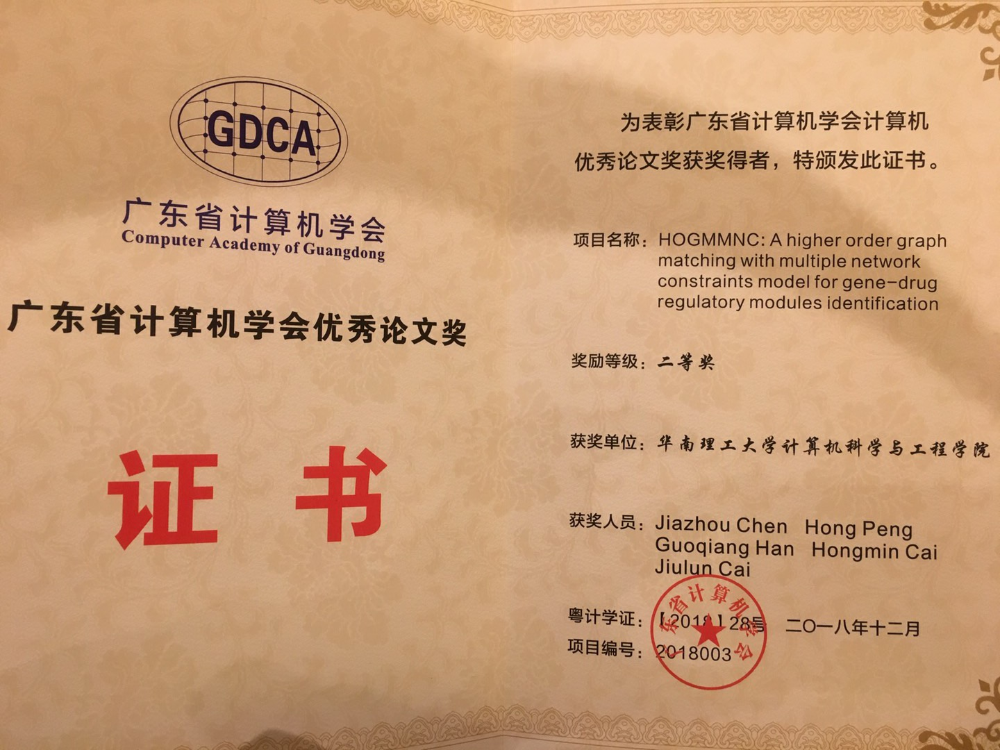 GDCA
广东省计算机学会
Computer Academy of Guangdong
广东省计算机学会优秀论文奖
证书
为表彰广东省计算机学会计算机
优秀论文奖获奖得者，特颁发此证书。
项目名称：HOGMMNC: A higher order graph
matching with multiple network
constraints model for gene-drug
regulatory modules identification
奖励等级：二等奖
获奖单位：华南理工大学计算机科学与工程学院
获奖人员：Jiazhou Chen Hong Peng
Guoqiang Han Hongmin Cai
Jiulun Cai
粤计学证：【2018】28号 二〇一八年十二月
项目编号：2018003
广东省计算机学会